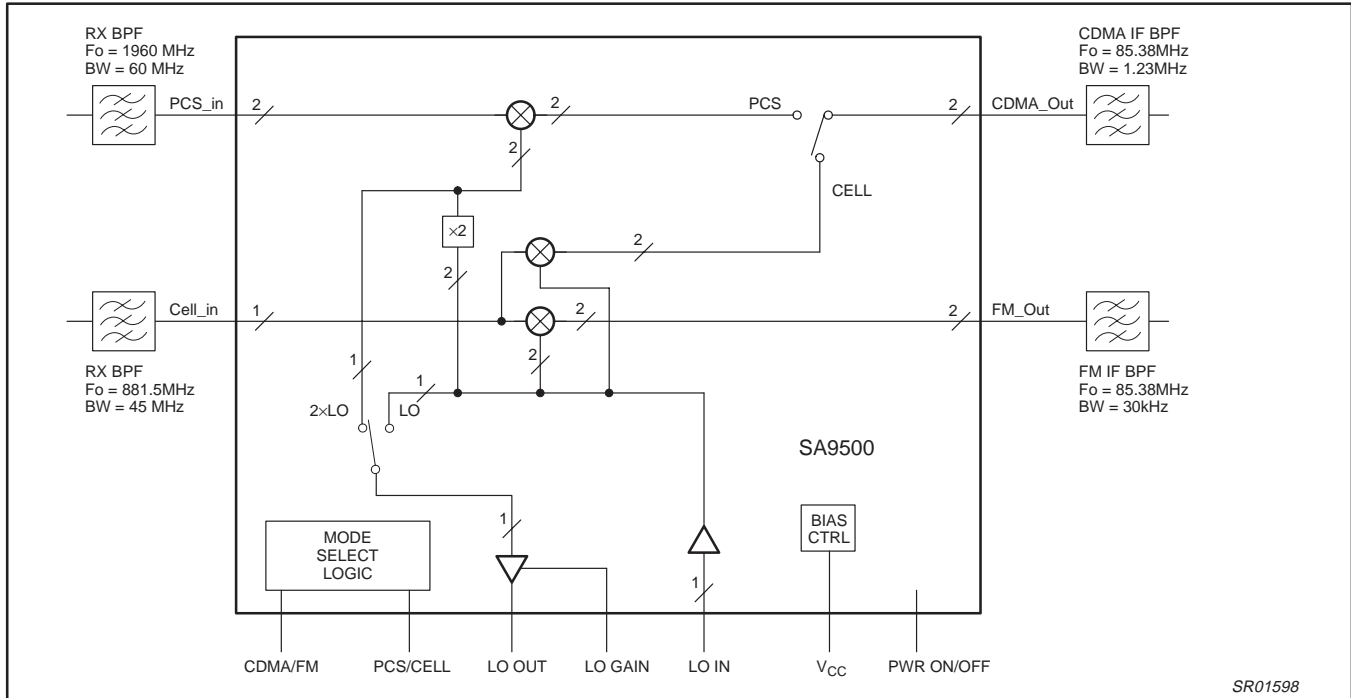 RX BPF
Fo = 1960 MHz
BW = 60 MHz
CDMA IF BPF
Fo = 85.38MHz
BW = 1.23MHz
PCS_in
2
2
PCS
2
CDMA_Out
2
CELL
×2
2
2
Cell_in
1
2
2
FM_Out
RX BPF
Fo = 881.5MHz
BW = 45 MHz
FM IF BPF
Fo = 85.38MHz
BW = 30kHz
1
2
1
2×LO
LO
SA9500
MODE
SELECT
LOGIC
1
BIAS
CTRL
1
CDMA/FM
PCS/CELL
LO OUT
LO GAIN
LO IN
VCC
PWR ON/OFF
SR01598